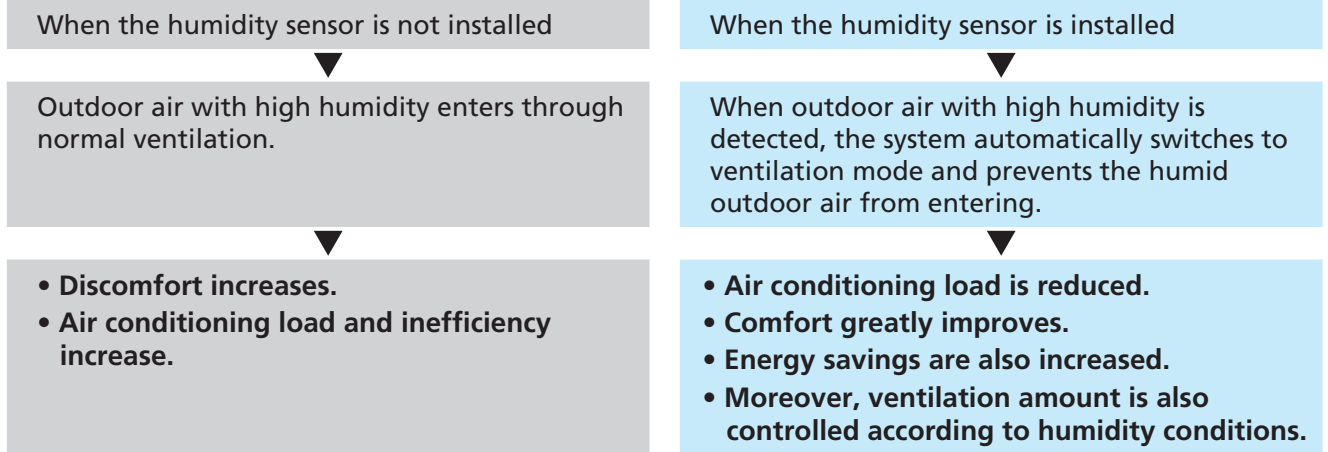 When the humidity sensor is not installed
Outdoor air with high humidity enters through
normal ventilation.
• Discomfort increases.
• Air conditioning load and inefficiency
increase.
When the humidity sensor is installed
When outdoor air with high humidity is
detected, the system automatically switches to
ventilation mode and prevents the humid
outdoor air from entering.
• Air conditioning load is reduced.
• Comfort greatly improves.
• Energy savings are also increased.
• Moreover, ventilation amount is also
controlled according to humidity conditions.